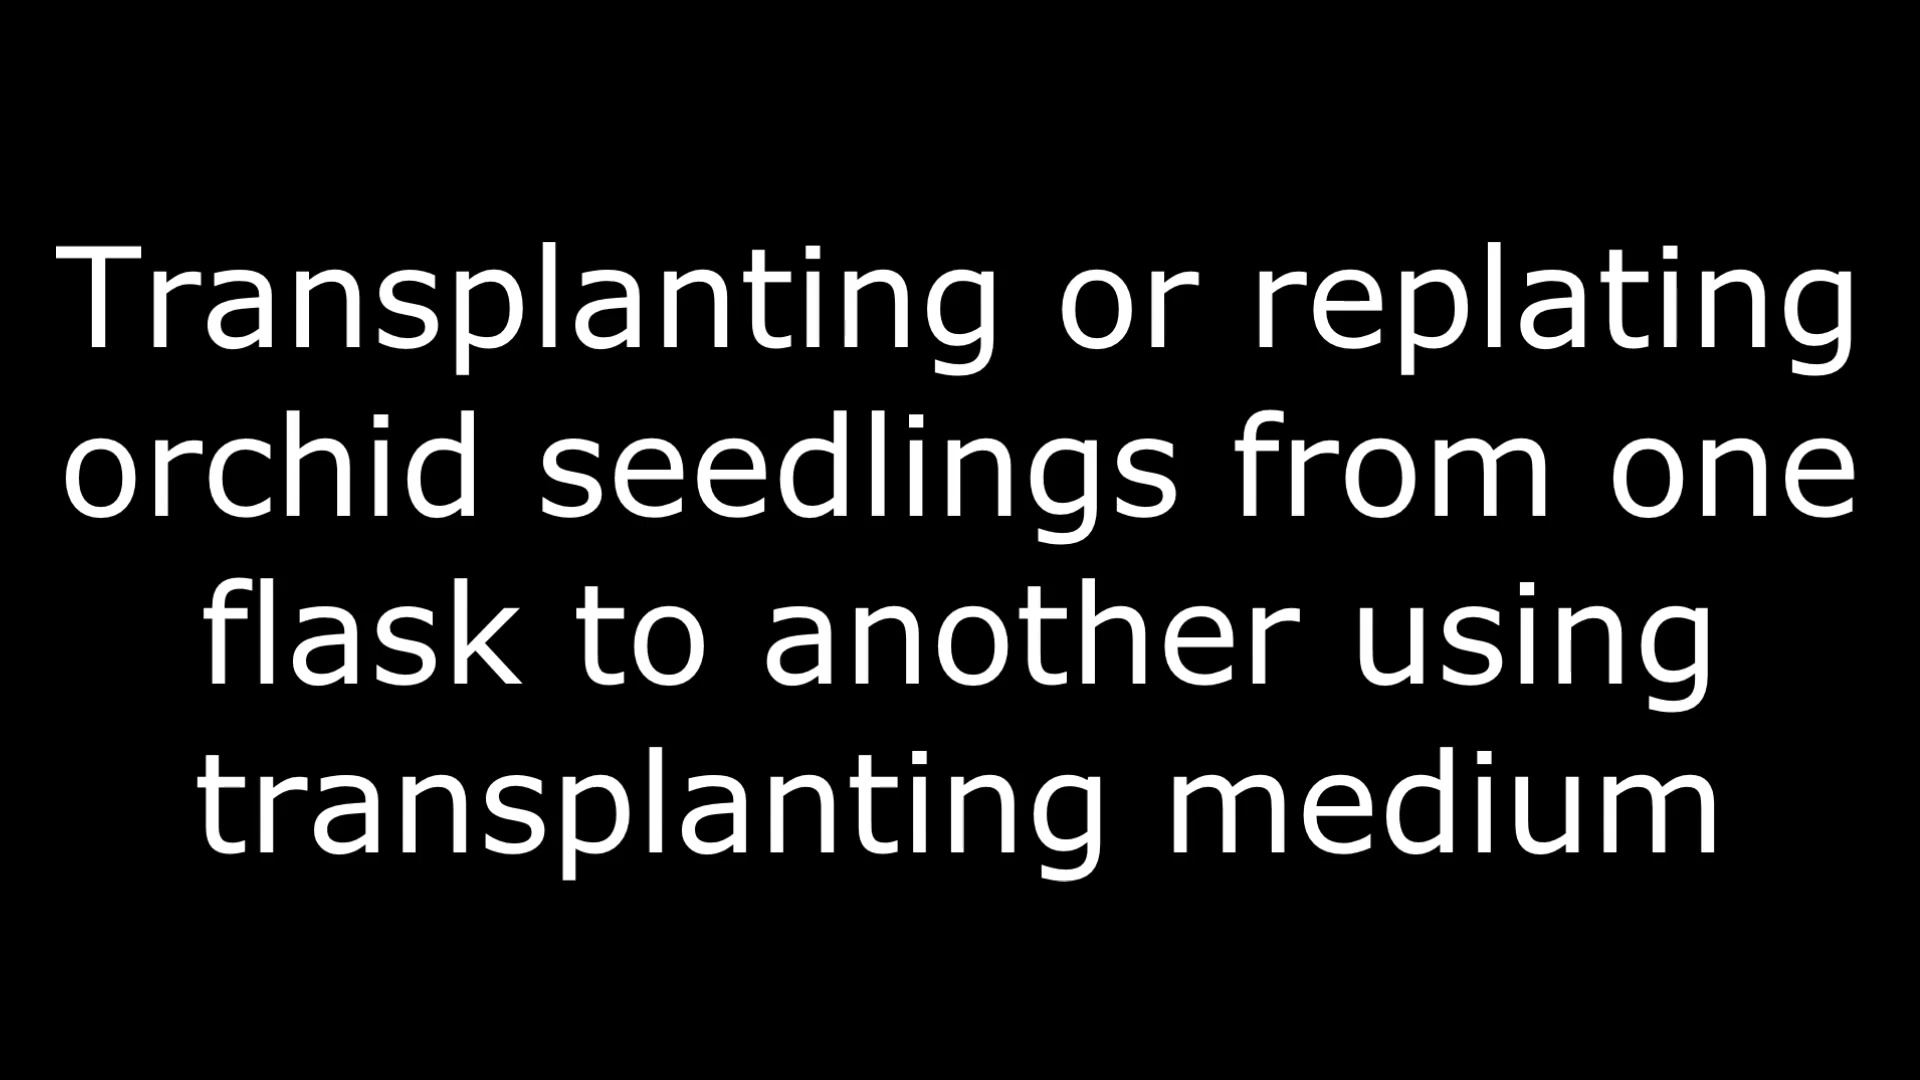 Transplanting or replating
orchid seedlings from one
flask to another using
transplanting medium